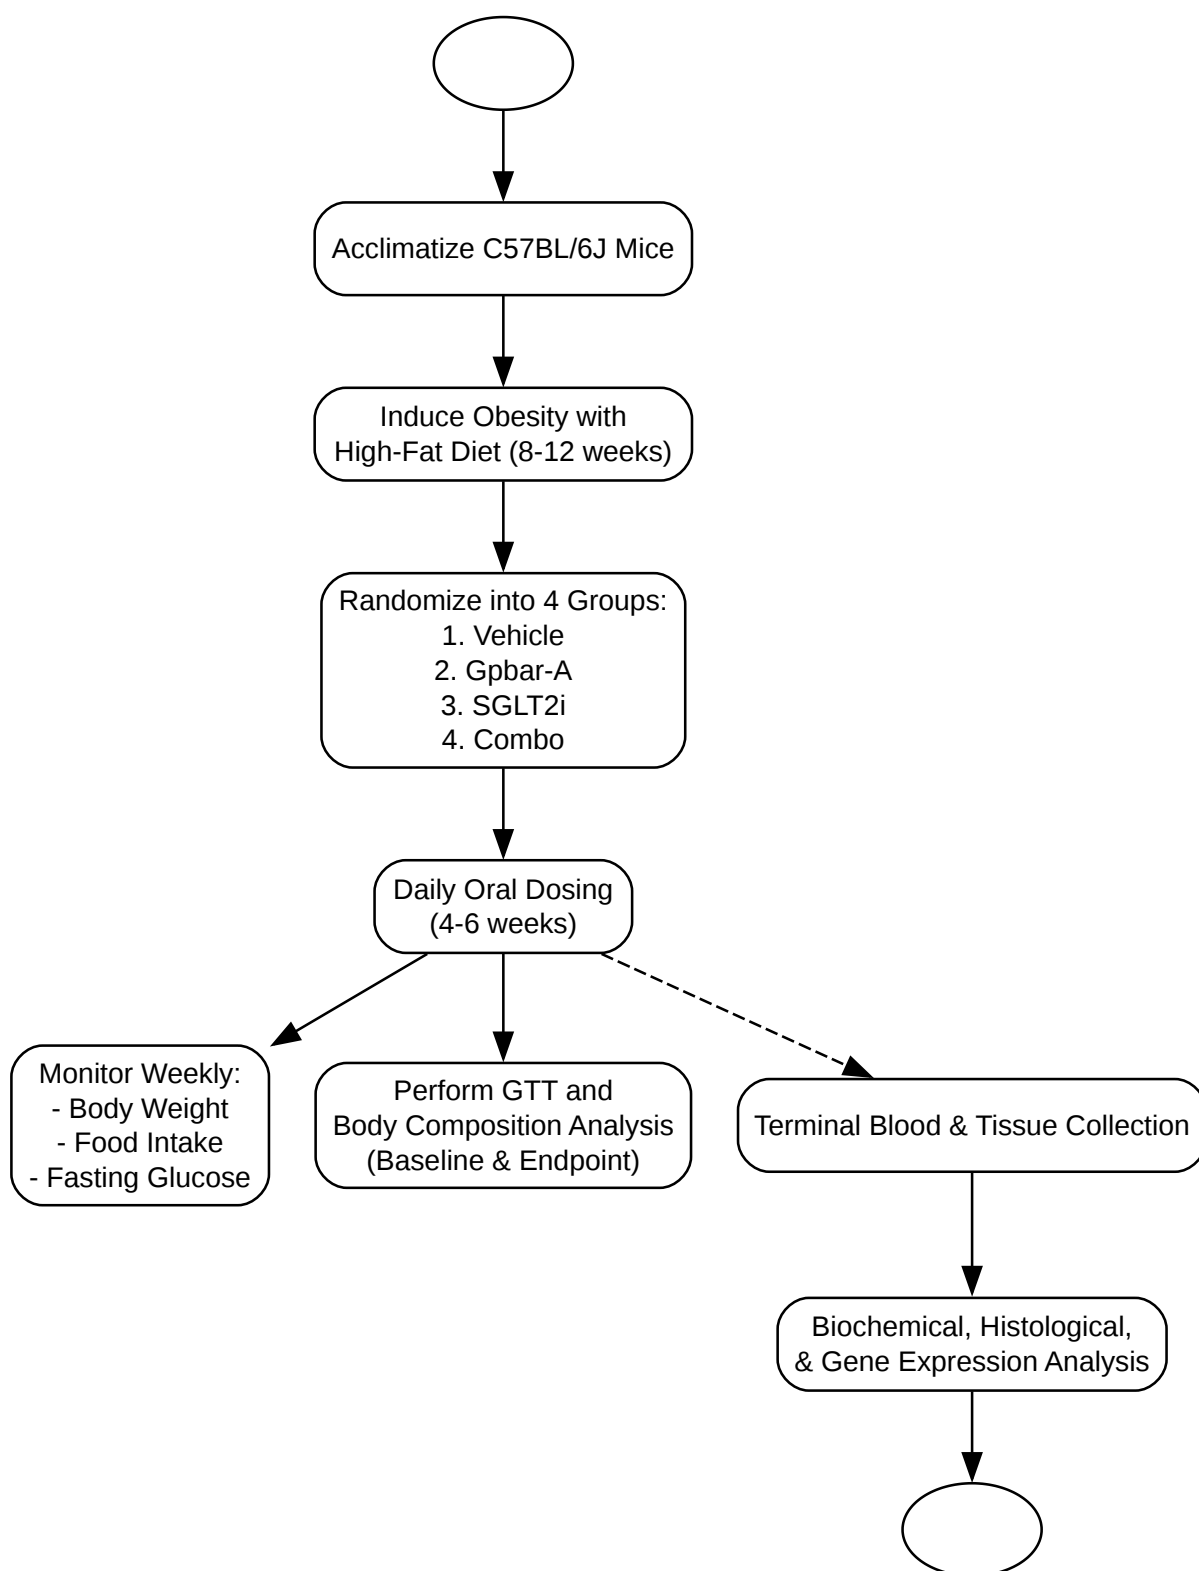 Acclimatize C57BL/6J Mice
Induce Obesity with
High-Fat Diet (8-12 weeks)
Randomize into 4 Groups:
1. Vehicle
2. Gpbar-A
3. SGLT2i
4. Combo
Daily Oral Dosing
(4-6 weeks)
Monitor Weekly:
- Body Weight
- Food Intake
- Fasting Glucose
Perform GTT and
Body Composition Analysis
(Baseline & Endpoint)
Terminal Blood & Tissue Collection
Biochemical, Histological,
& Gene Expression Analysis